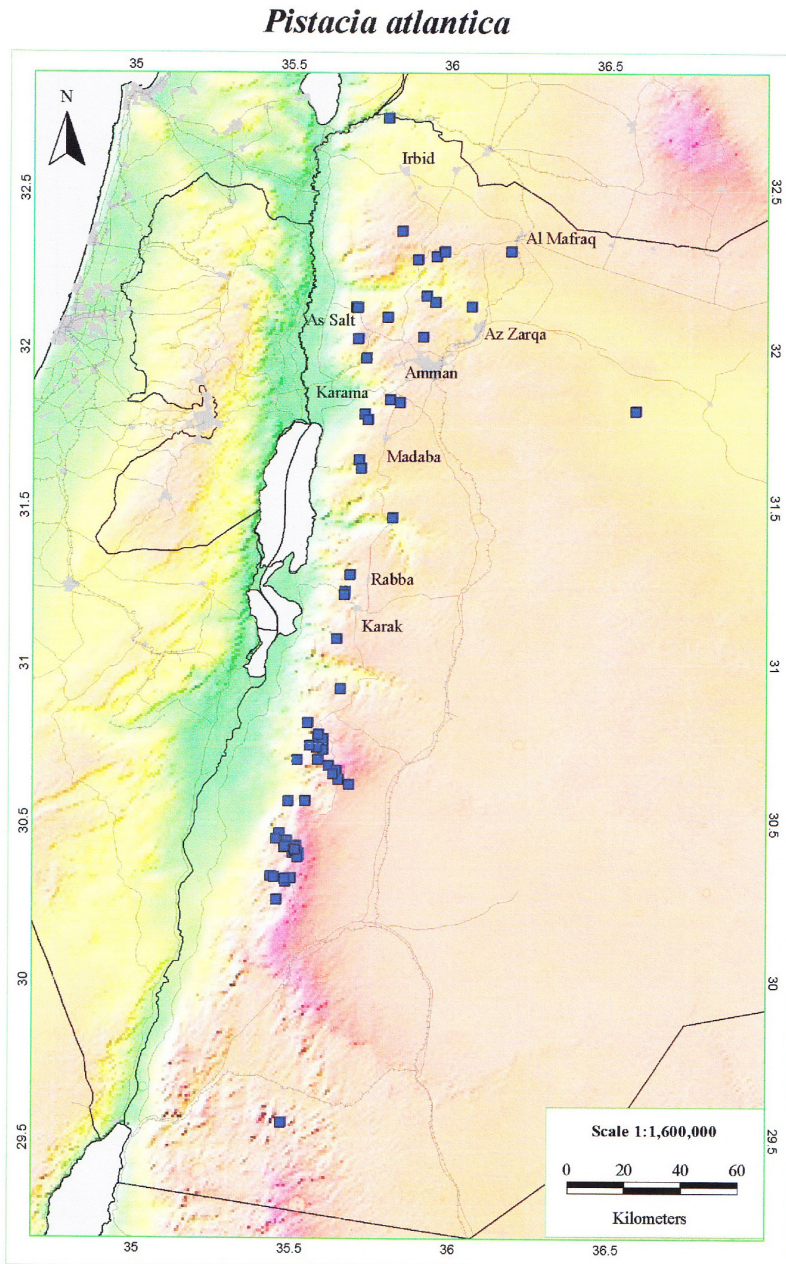 Pistacia atlantica
35 35.5 36 36.5
N
Irbid
32.5 32.5
Al Mafraq
As Salt
Az Zarqa
32 32
Amman
Karama
Madaba
31.5 31.5
Rabba
Karak
31 31
30.5 30.5
30 30
29.5 29.5
Scale 1:1,600,000
0 20 40 60
Kilometers
35 35.5 36 36.5